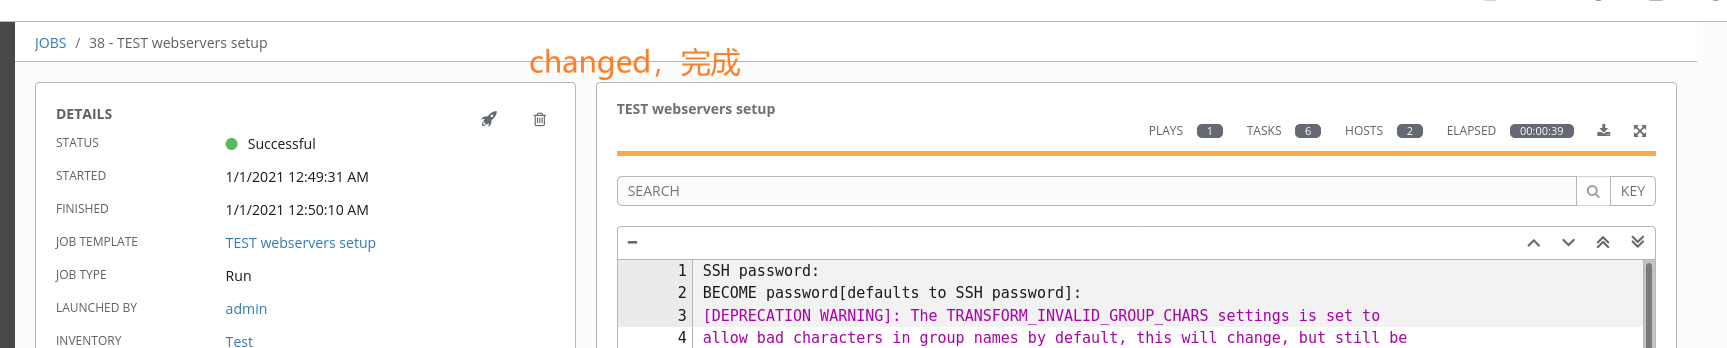 JOBS / 38 - TEST webservers setup
changed，完成
DETAILS
STATUS Successful
STARTED 1/1/2021 12:49:31 AM
FINISHED 1/1/2021 12:50:10 AM
JOB TEMPLATE TEST webservers setup
JOB TYPE Run
LAUNCHED BY admin
INVENTORY Test
TEST webservers setup
PLAYS 1 TASKS 6 HOSTS 2 ELAPSED 00:00:39
SEARCH KEY
1 SSH password:
2 BECOME password[defaults to SSH password]:
3 [DEPRECATION WARNING]: The TRANSFORM_INVALID_GROUP_CHARS settings is set to
4 allow bad characters in group names by default, this will change, but still be